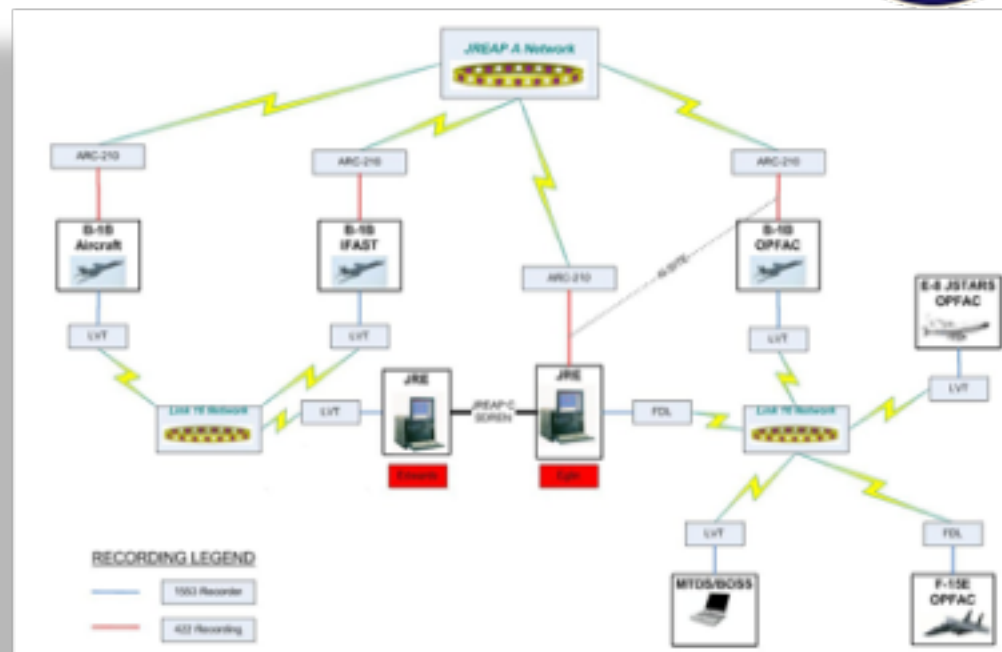 JREAP A Network
ARC-210
ARC-210
ARC-210
B-1B
Aircraft
B-1B
IFAST
B-1B
OPFAC
ARC-210
E-8 JSTARS
OPFAC
LVT
LVT
LVT
JRE
JRE
LVT
Link 16 Network
LVT
JREAP C
SDREN
FDL
Link 16 Network
Edwards
Eglin
LVT
FDL
RECORDING LEGEND
MTDS/BOSS
F-15E
OPFAC
1553 Recorder
422 Recording